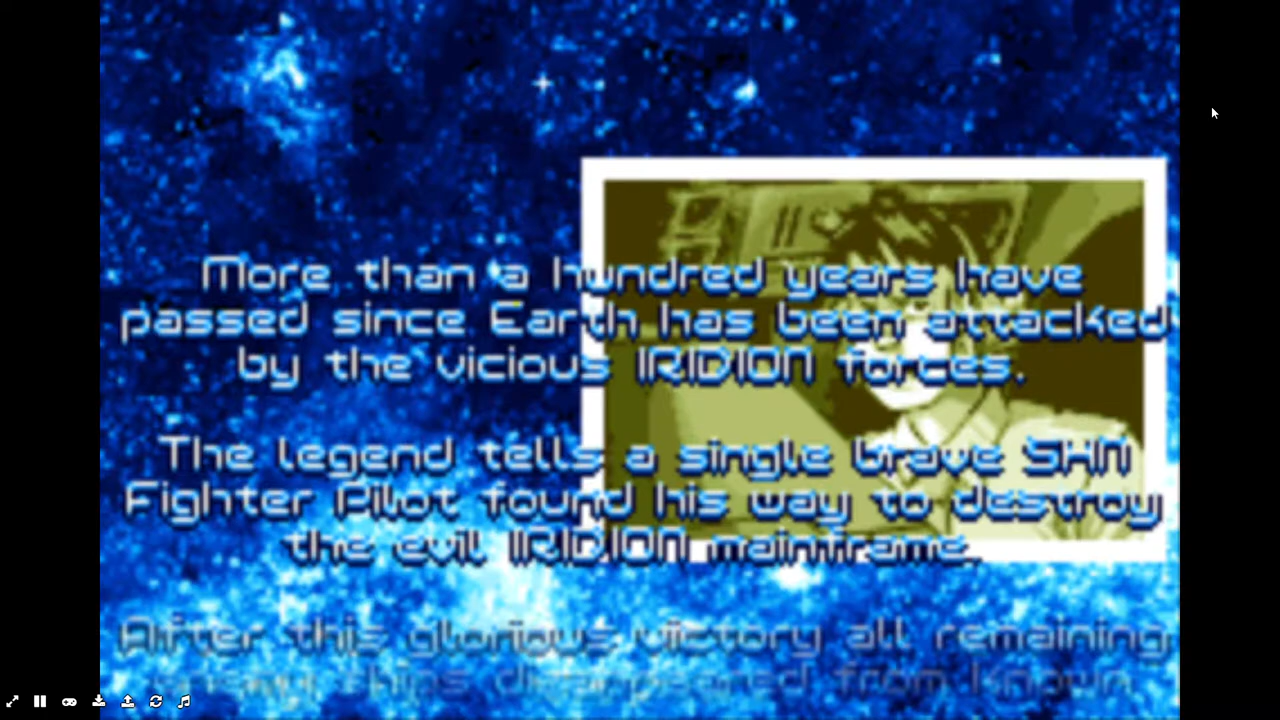 More than a hundred years have
passed since Earth has been attacked
by the vicious IRIDION forces.
The legend tells a single brave SHN
Fighter Pilot found his way to destroy
the evil IRIDION mainframe.
After this glorious victory all remaining
ships disappeared from known